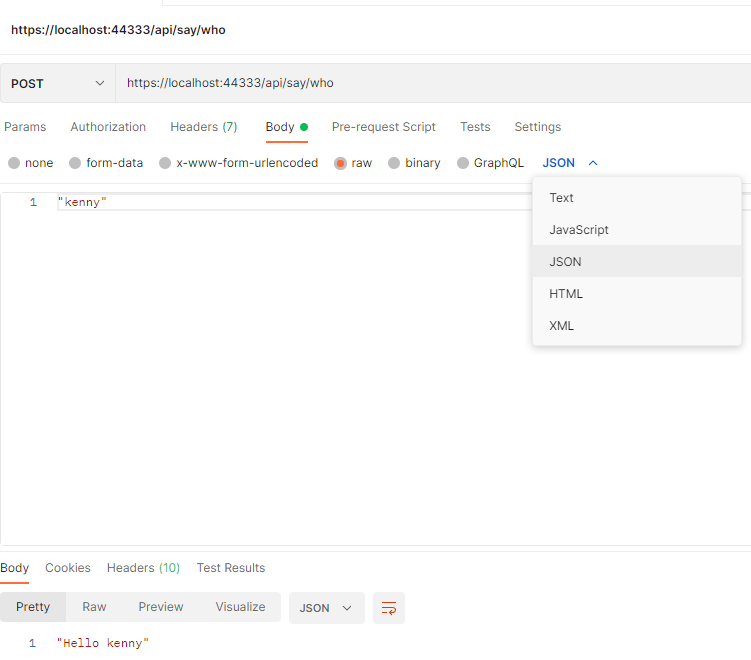 https://localhost:44333/api/say/who
POST https://localhost:44333/api/say/who
Params Authorization Headers (7) Body Pre-request Script Tests Settings
none form-data x-www-form-urlencoded raw binary GraphQL JSON
1 "kenny"
Text
JavaScript
JSON
HTML
XML
Body Cookies Headers (10) Test Results
Pretty Raw Preview Visualize JSON
1 "Hello kenny"